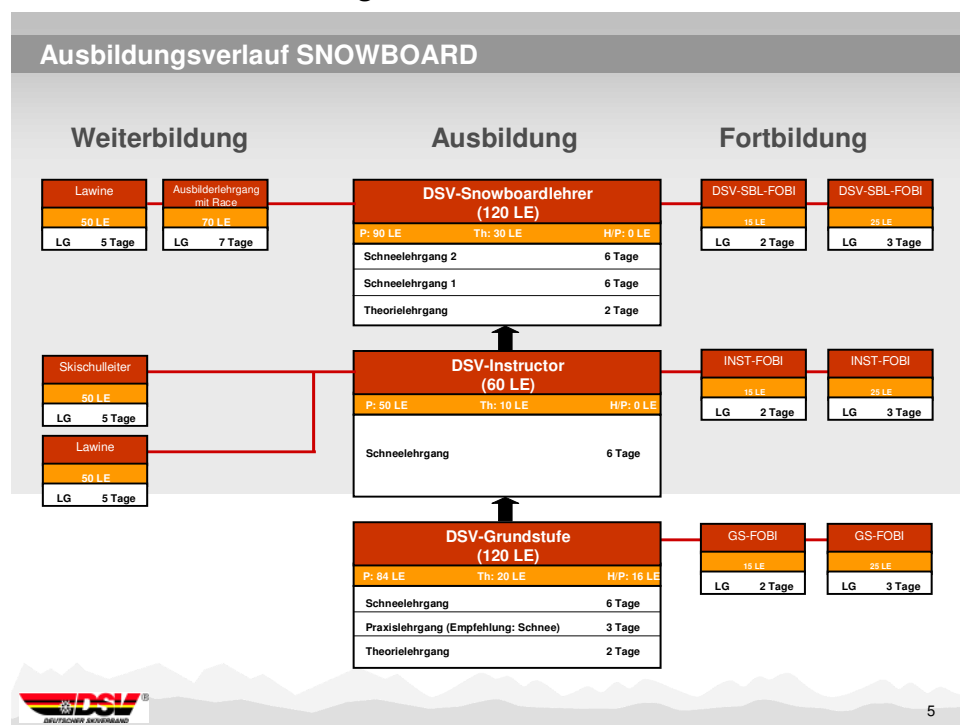 Ausbildungsverlauf SNOWBOARD
Weiterbildung
Ausbildung
Fortbildung
Lawine
50 LE
LG 5 Tage
Ausbilderlehrgang
mit Race
70 LE
LG 7 Tage
DSV-Snowboardlehrer
(120 LE)
P: 90 LE Th: 30 LE H/P: 0 LE
Schneelehrgang 2 6 Tage
Schneelehrgang 1 6 Tage
Theorielehrgang 2 Tage
DSV-SBL-FOBI
15 LE
LG 2 Tage
DSV-SBL-FOBI
25 LE
LG 3 Tage
Skischulleiter
50 LE
LG 5 Tage
Lawine
50 LE
LG 5 Tage
DSV-Instructor
(60 LE)
P: 50 LE Th: 10 LE H/P: 0 LE
Schneelehrgang 6 Tage
INST-FOBI
15 LE
LG 2 Tage
INST-FOBI
25 LE
LG 3 Tage
DSV-Grundstufe
(120 LE)
P: 84 LE Th: 20 LE H/P: 16 LE
Schneelehrgang 6 Tage
Praxislehrgang (Empfehlung: Schnee) 3 Tage
Theorielehrgang 2 Tage
GS-FOBI
15 LE
LG 2 Tage
GS-FOBI
25 LE
LG 3 Tage
DSV ®
DEUTSCHER SKIVERBAND
5